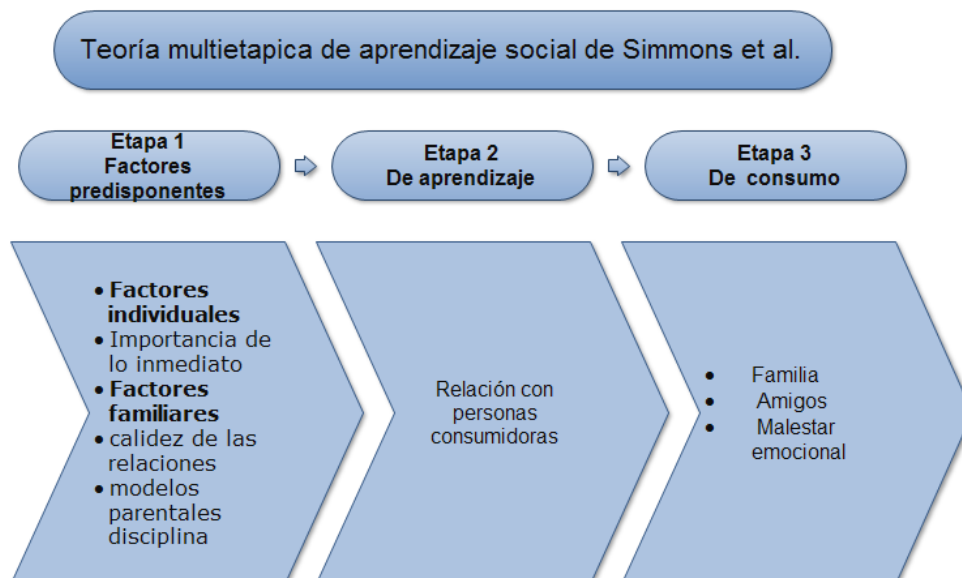 Teoría multietapica de aprendizaje social de Simmons et al.
Etapa 1
Factores
predisponentes
Etapa 2
De aprendizaje
Etapa 3
De consumo
• Factores
individuales
• Importancia de
lo inmediato
• Factores
familiares
• calidez de las
relaciones
• modelos
parentales
disciplina
Relación con
personas
consumidoras
• Familia
• Amigos
• Malestar
emocional